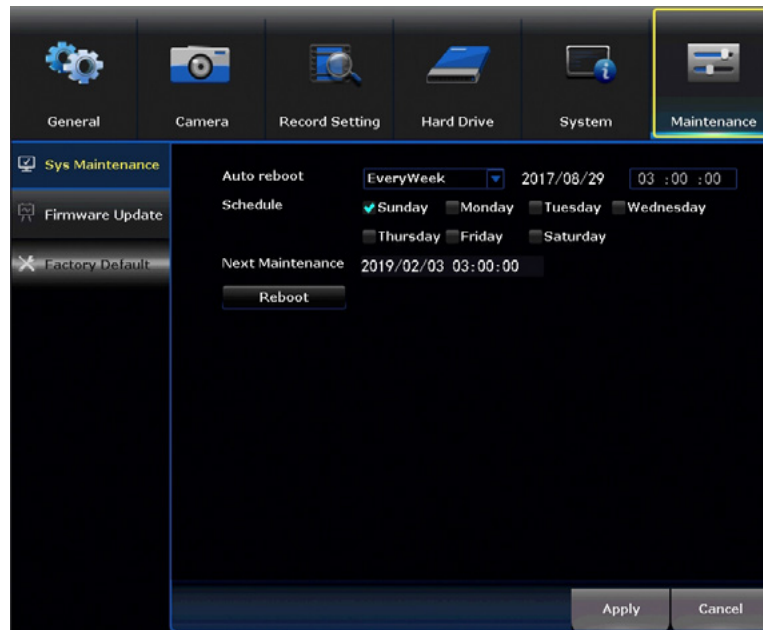 General Camera Record Setting Hard Drive System Maintenance
Sys Maintenance
Firmware Update
Factory Default
Auto reboot EveryWeek 2017/08/29 03 :00 :00
Schedule Sunday Monday Tuesday Wednesday
Thursday Friday Saturday
Next Maintenance 2019/02/03 03:00:00
Reboot
Apply Cancel